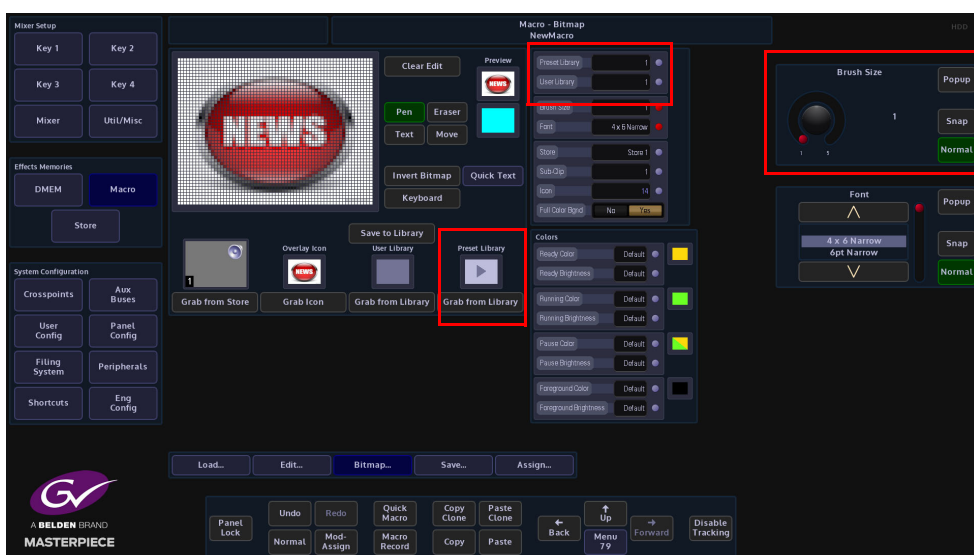 Mixer Setup
Key 1
Key 2
Key 3
Key 4
Mixer
Util/Misc
Effects Memories
DMEM
Macro
Store
System Configuration
Crosspoints
Aux
Buses
User
Config
Panel
Config
Filing
System
Peripherals
Shortcuts
Eng
Config
GV
A BELDEN BRAND
MASTERPIECE
Macro - Bitmap
NewMacro
HDD
NEWS
Clear Edit
Preview
NEWS
Pen
Eraser
Text
Move
Invert Bitmap
Quick Text
Keyboard
Save to Library
Overlay Icon
User Library
Preset Library
1
NEWS
Grab from Store
Grab Icon
Grab from Library
Grab from Library
Preset Library
1
User Library
1
Brush Size
1
Font
4 x 6 Narrow
Store
Store 1
Sub-Clip
1
Icon
14
Full Color Bgnd
No
Yes
Colors
Ready Color
Default
Ready Brightness
Default
Running Color
Default
Running Brightness
Default
Pause Color
Default
Pause Brightness
Default
Foreground Color
Default
Foreground Brightness
Default
Brush Size
1
Popup
Snap
Normal
Font
4 x 6 Narrow
6pt Narrow
Popup
Snap
Normal
Load...
Edit...
Bitmap...
Save...
Assign...
Panel
Lock
Undo
Redo
Normal
Mod-
Assign
Quick
Macro
Macro
Record
Copy
Clone
Paste
Clone
Copy
Paste
Back
Up
Menu
79
Forward
Disable
Tracking